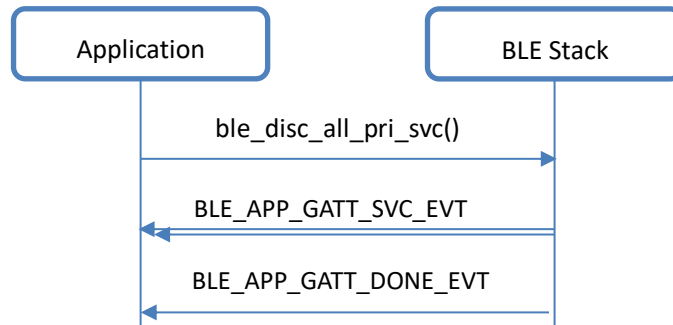 Application
BLE Stack
ble_disc_all_pri_svc()
BLE_APP_GATT_SVC_EVT
BLE_APP_GATT_DONE_EVT